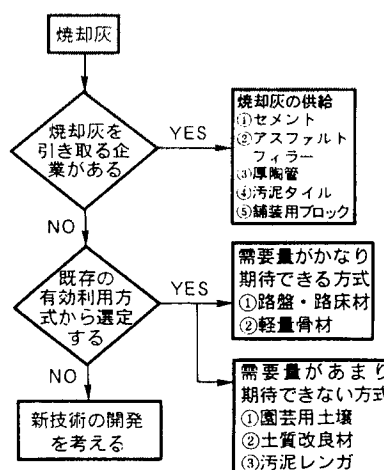 焼却灰
焼却灰を
引き取る企
業がある
YES
焼却灰の供給
①セメント
②アスファルト
フィラー
③厚陶管
④汚泥タイル
⑤舗装用ブロック
NO
既存の
有効利用方
式から選定
する
YES
需要量がかなり
期待できる方式
①路盤・路床材
②軽量骨材
需要量があまり
期待できない方式
①園芸用土壌
②土質改良材
③汚泥レンガ
NO
新技術の開発
を考える